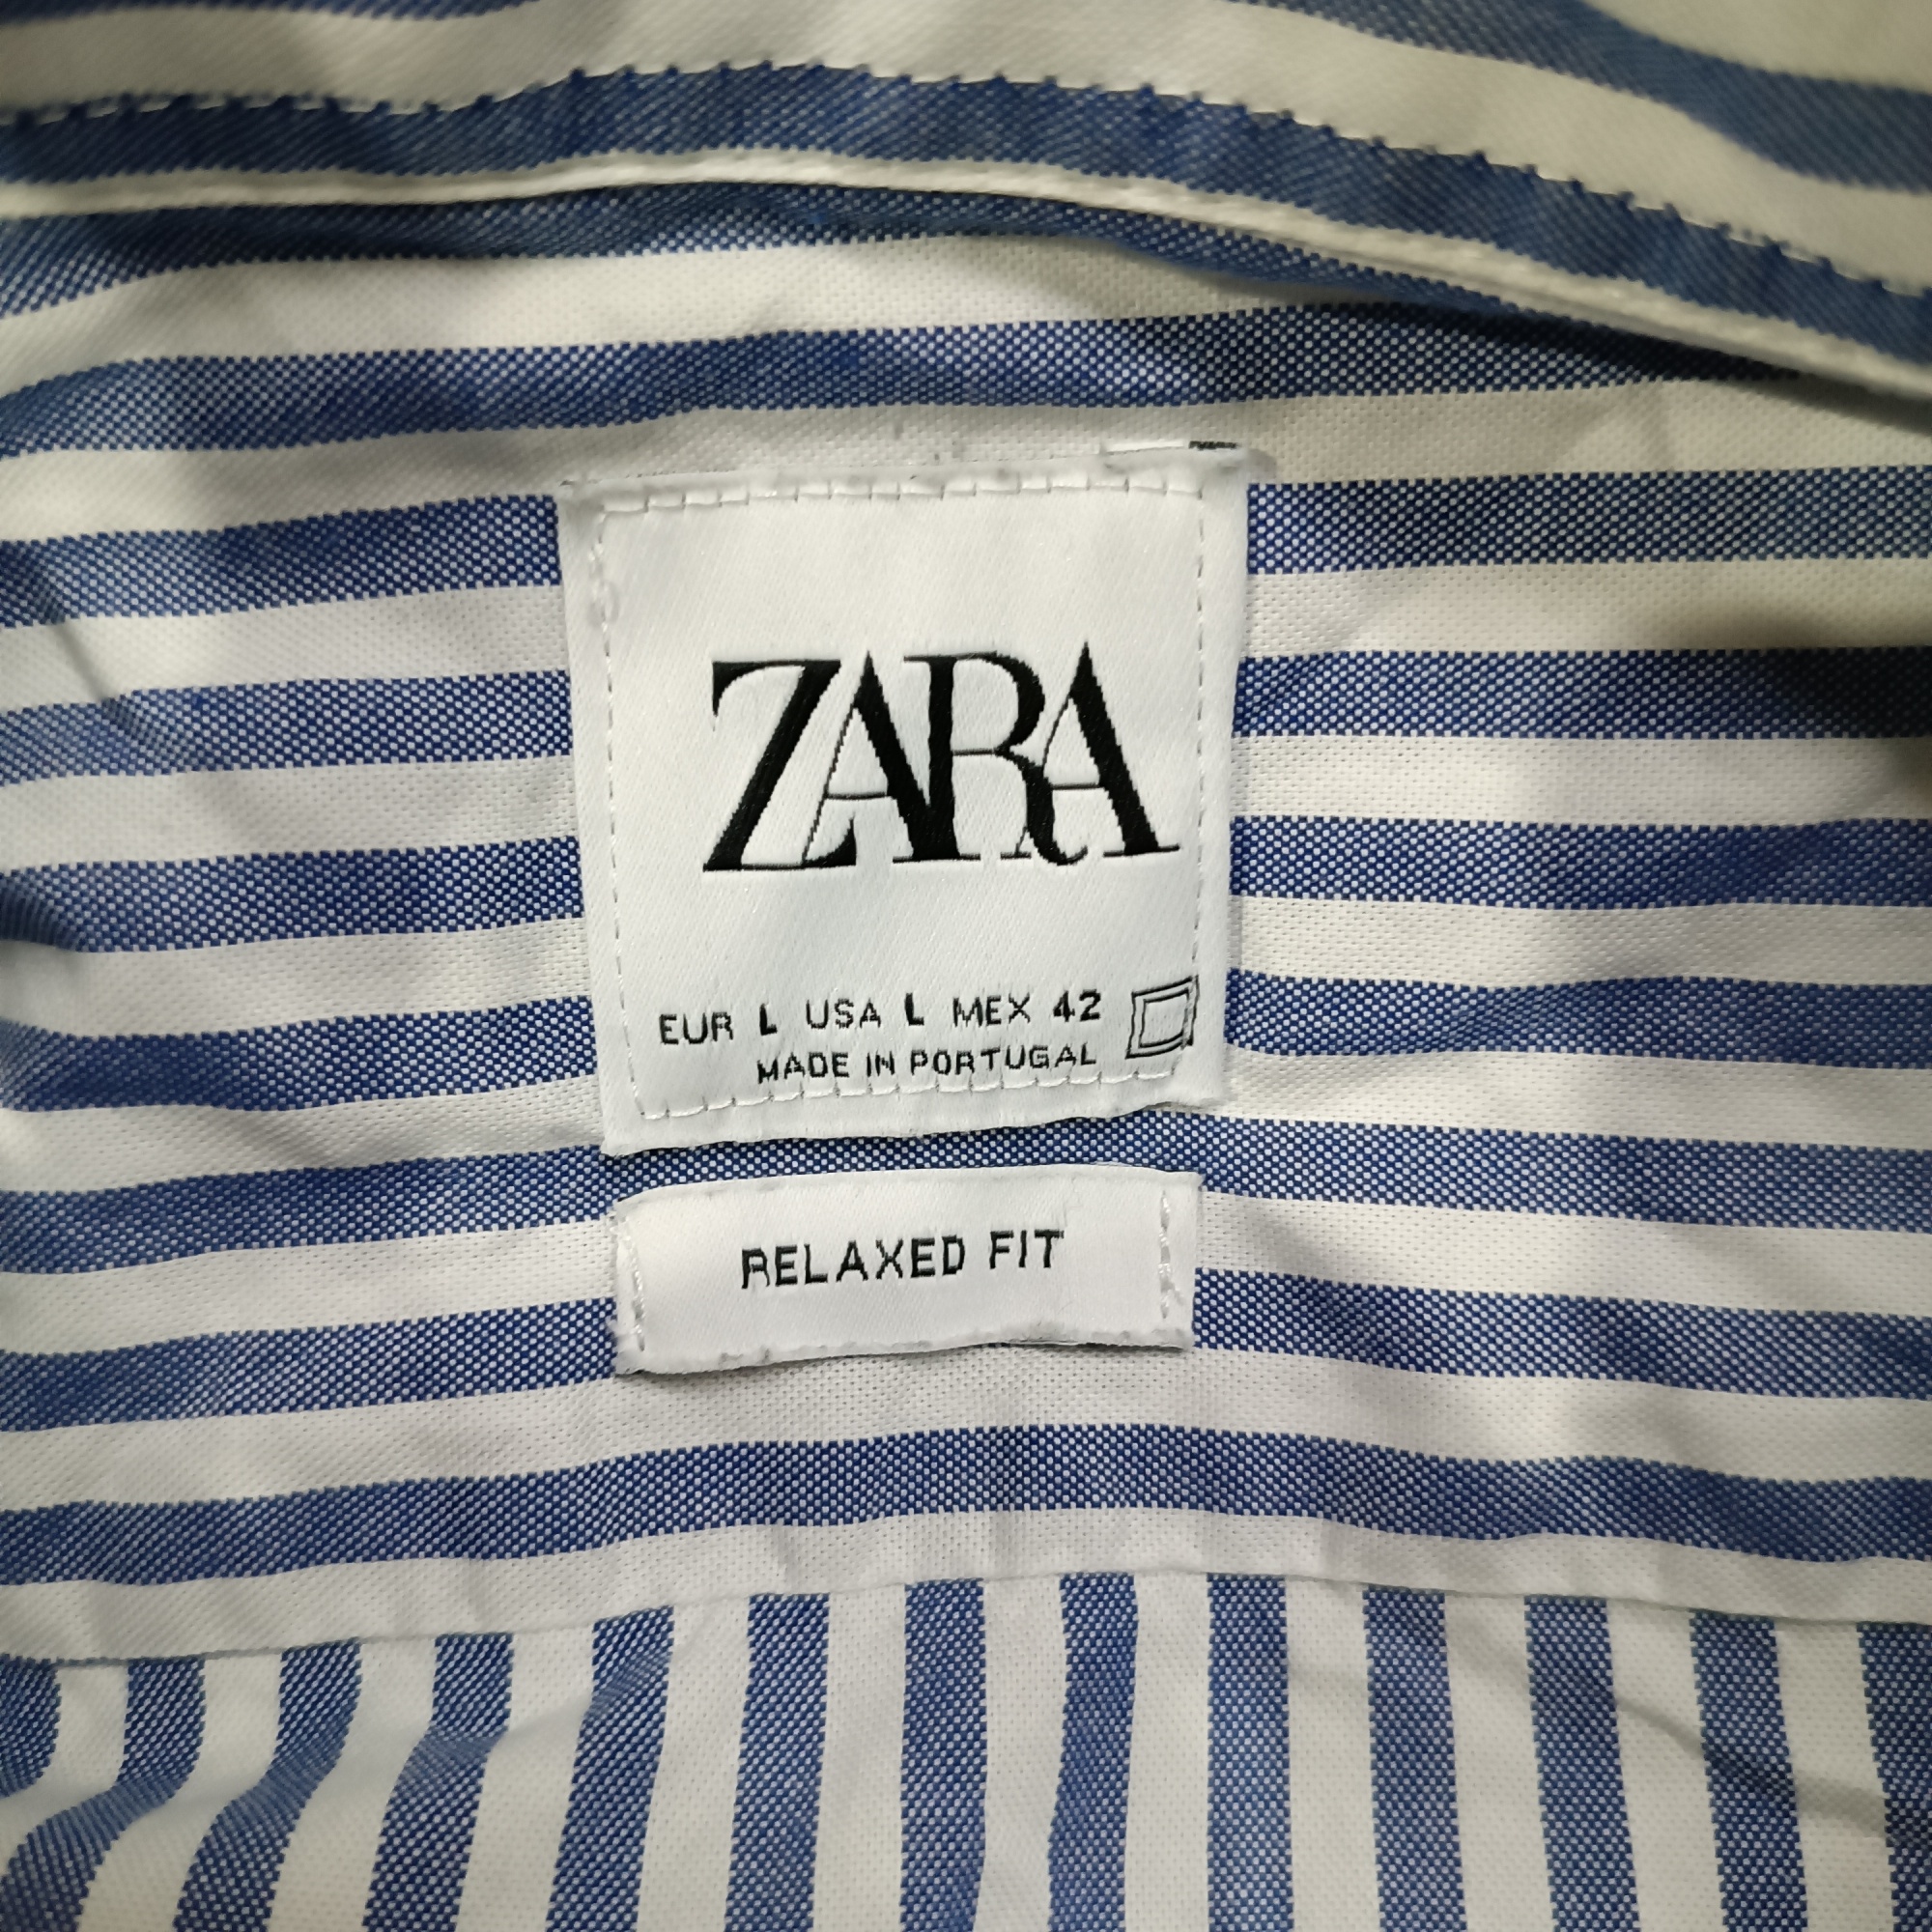 ZARA
EUR L USA L MEX 42
MADE IN PORTUGAL
RELAXED FIT